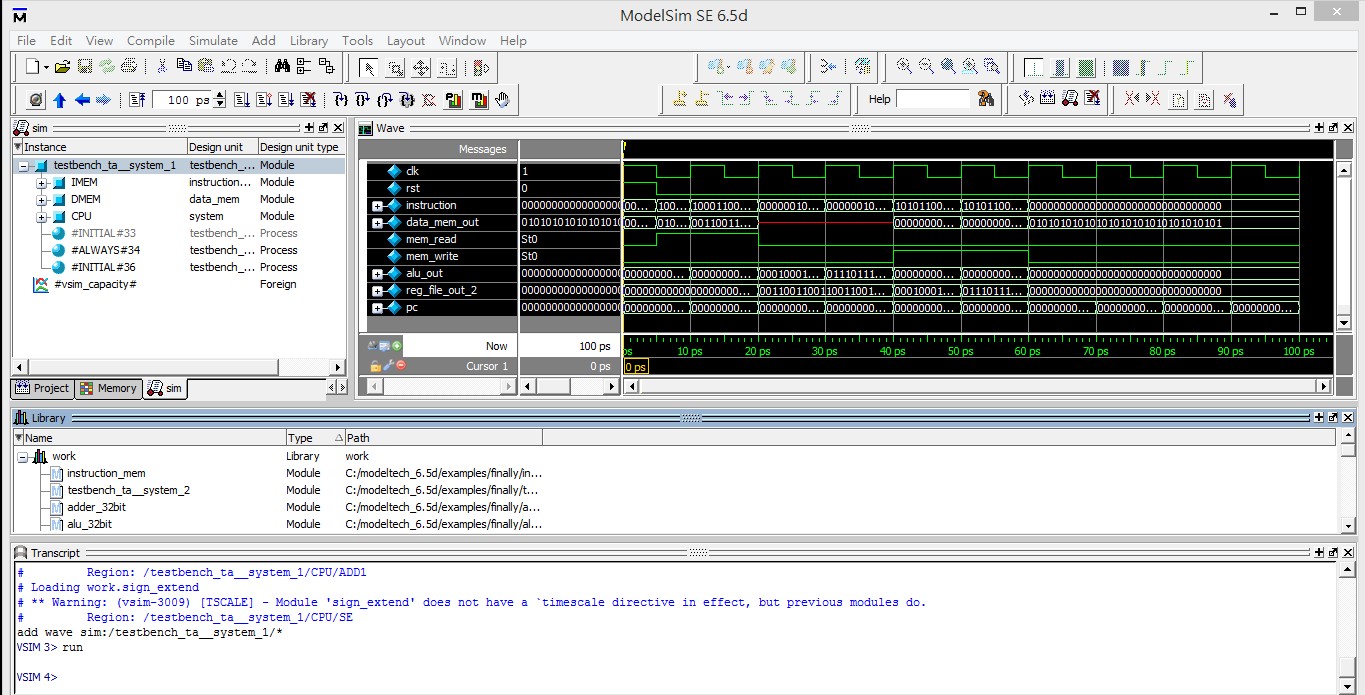 ModelSim SE 6.5d
File Edit View Compile Simulate Add Library Tools Layout Window Help
100 ps
Help
sim
Instance Design unit Design unit type
testbench_ta__system_1 testbench_... Module
IMEM instruction... Module
DMEM data_mem Module
CPU system Module
#INITIAL#33 testbench_... Process
#ALWAYS#34 testbench_... Process
#INITIAL#36 testbench_... Process
#vsim_capacity# Foreign
Project Memory sim
Wave
Messages
clk 1
rst 0
instruction 0000000000000000 00... 100... 10001100... 00000010... 00000010... 10101100... 10101100... 00000000000000000000000000000000
data_mem_out 0101010101010101 00... 010... 00110011... 00000000... 00000000... 01010101010101010101010101010101
mem_read St0
mem_write St0
alu_out 0000000000000000 00000000... 00000000... 00010001... 01110111... 00000000... 00000000... 00000000000000000000000000000000
reg_file_out_2 0000000000000000 0000000000000000... 001100110011 10011001... 00010001... 01110111... 00000000000000000000000000000000
pc 0000000000000000 00000000... 00000000... 00000000... 00000000... 00000000... 00000000... 00000000... 00000000... 00000000... 00000000...
Now 100 ps
Cursor 1 0 ps
ps 10 ps 20 ps 30 ps 40 ps 50 ps 60 ps 70 ps 80 ps 90 ps 100 ps
0 ps
Library
Name Type Path
work Library work
instruction_mem Module C:/modeltech_6.5d/examples/finally/in...
testbench_ta__system_2 Module C:/modeltech_6.5d/examples/finally/t...
adder_32bit Module C:/modeltech_6.5d/examples/finally/a...
alu_32bit Module C:/modeltech_6.5d/examples/finally/al...
Transcript
# Region: /testbench_ta__system_1/CPU/ADD1
# Loading work.sign_extend
# ** Warning: (vsim-3009) [TSCALE] - Module 'sign_extend' does not have a `timescale directive in effect, but previous modules do.
# Region: /testbench_ta__system_1/CPU/SE
add wave sim:/testbench_ta__system_1/*
VSIM 3> run
VSIM 4>